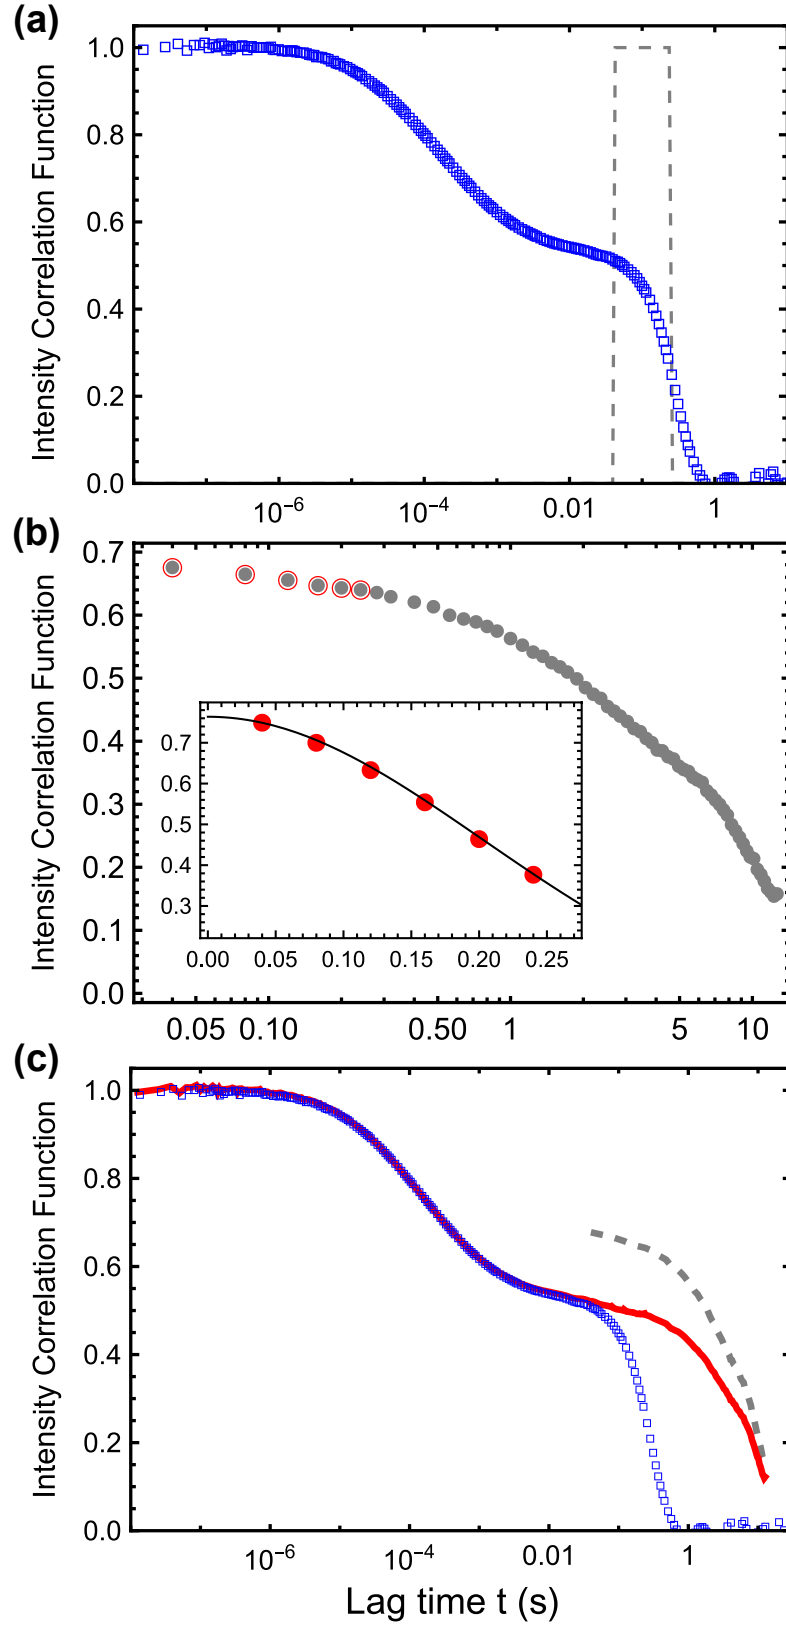 (a)
Intensity Correlation Function
1.0
0.8
0.6
0.4
0.2
0.0
10⁻⁶ 10⁻⁴ 0.01 1
(b)
Intensity Correlation Function
0.7
0.6
0.5
0.4
0.3
0.2
0.1
0.0
0.7
0.6
0.5
0.4
0.3
0.00 0.05 0.10 0.15 0.20 0.25
0.05 0.10 0.50 1 5 10
(c)
Intensity Correlation Function
1.0
0.8
0.6
0.4
0.2
0.0
10⁻⁶ 10⁻⁴ 0.01 1
Lag time t (s)